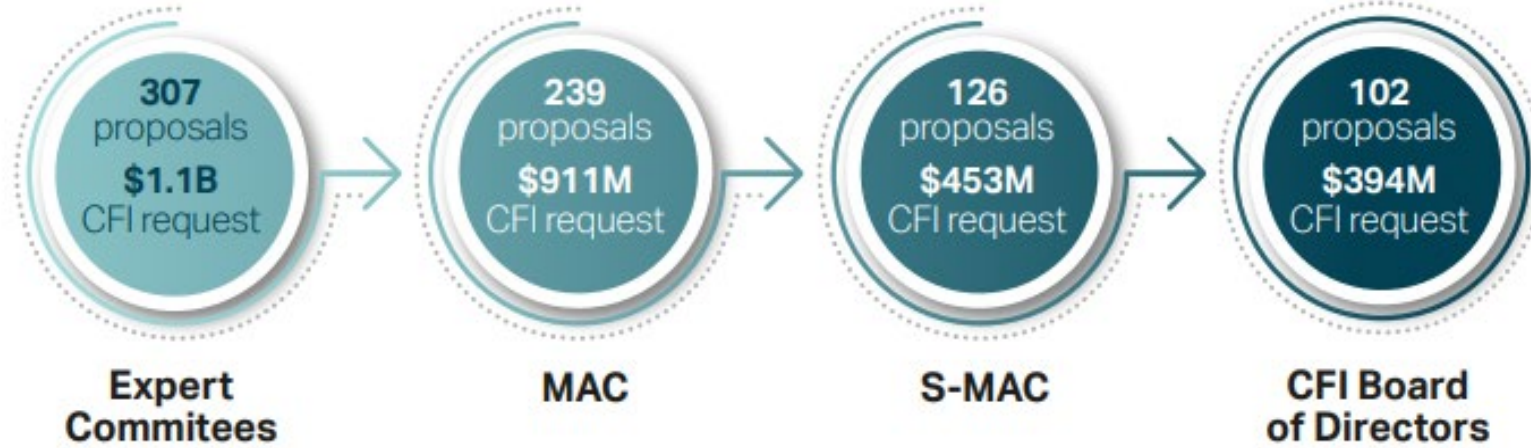 307
proposals
$1.1B
CFI request
Expert
Commitees
239
proposals
$911M
CFI request
MAC
126
proposals
$453M
CFI request
S-MAC
102
proposals
$394M
CFI request
CFI Board
of Directors